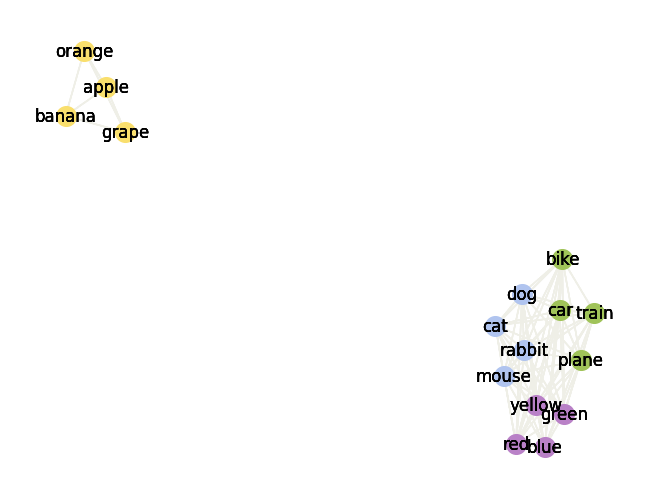 orange
apple
banana
grape
bike
dog
car
train
cat
rabbit
plane
mouse
yellow
green
red
blue